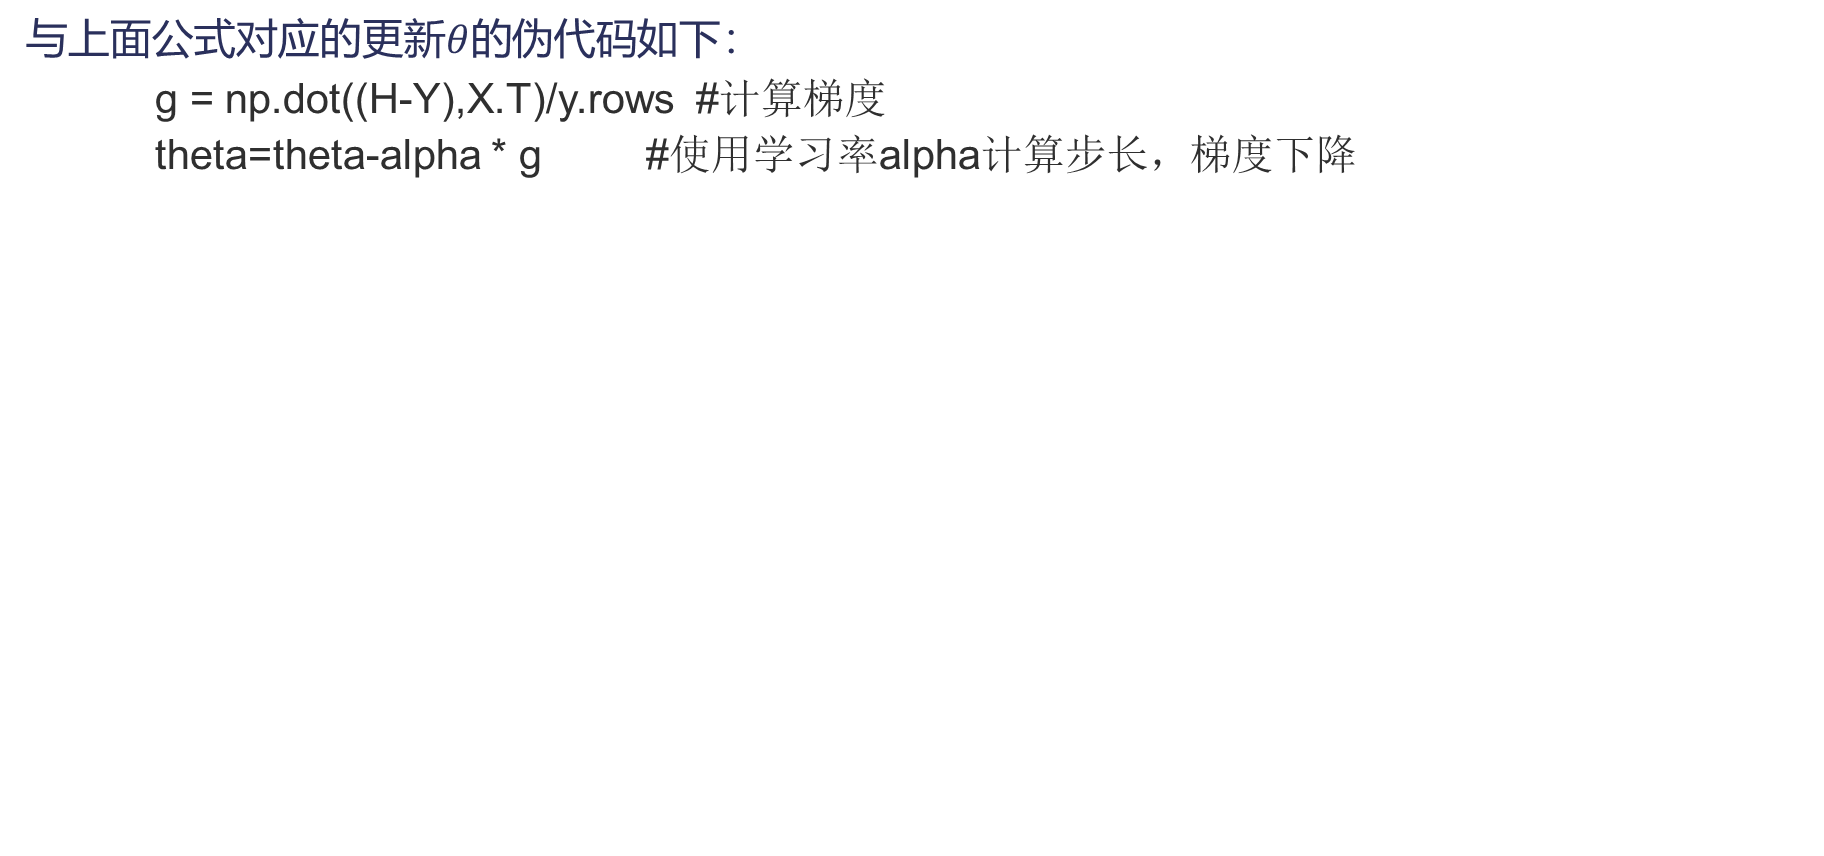 与上面公式对应的更新θ的伪代码如下：
g = np.dot((H-Y),X.T)/y.rows #计算梯度
theta=theta-alpha * g #使用学习率alpha计算步长，梯度下降